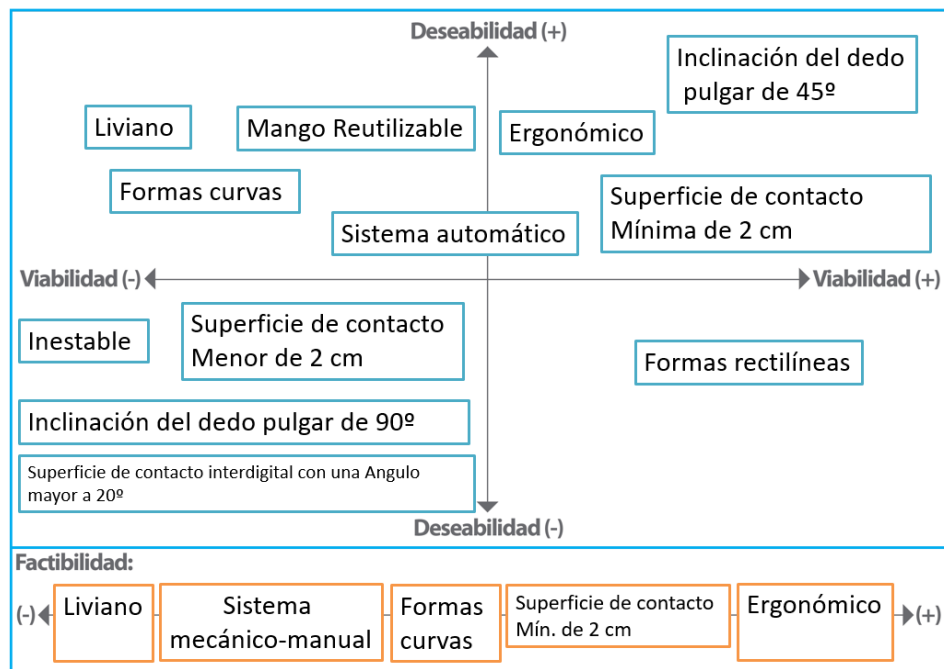 Deseabilidad (+)
Inclinación del dedo
pulgar de 45º
Liviano
Mango Reutilizable
Ergonómico
Formas curvas
Superficie de contacto
Mínima de 2 cm
Sistema automático
Viabilidad (-)
Viabilidad (+)
Inestable
Superficie de contacto
Menor de 2 cm
Formas rectilíneas
Inclinación del dedo pulgar de 90º
Superficie de contacto interdigital con una Angulo
mayor a 20º
Deseabilidad (-)
Factibilidad:
(-)
Liviano
Sistema
mecánico-manual
Formas
curvas
Superficie de contacto
Mín. de 2 cm
Ergonómico
(+)